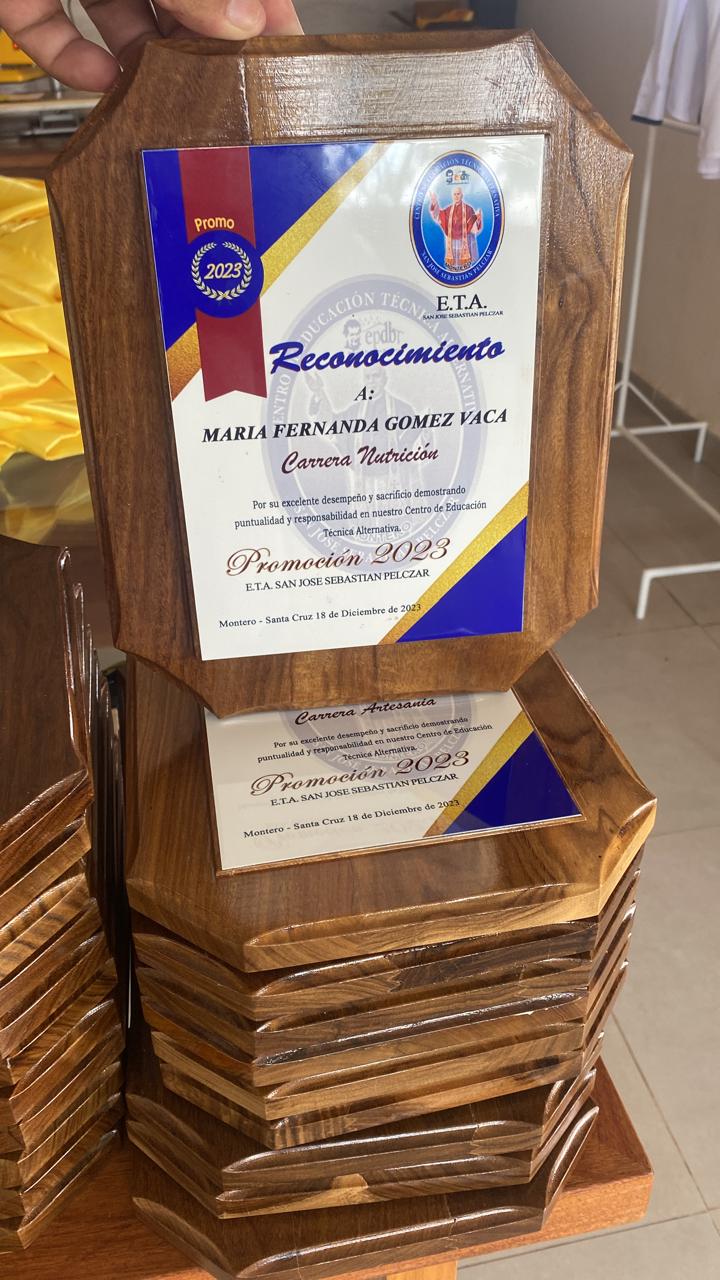 Promo
2023
CENTRO DE EDUCACIÓN TÉCNICA ALTERNATIVA
epdb
MONTERO
SAN JOSE SEBASTIAN PELCZAR
E.T.A.
SAN JOSE SEBASTIAN PELCZAR
Reconocimiento
A:
MARIA FERNANDA GOMEZ VACA
Carrera Nutrición
Por su excelente desempeño y sacrificio demostrando
puntualidad y responsabilidad en nuestro Centro de Educación
Técnica Alternativa.
Promoción 2023
E.T.A. SAN JOSE SEBASTIAN PELCZAR
Montero - Santa Cruz 18 de Diciembre de 2023
Carrera Artesania
Por su excelente desempeño y sacrificio demostrando
puntualidad y responsabilidad en nuestro Centro de Educación
Técnica Alternativa.
Promoción 2023
E.T.A. SAN JOSE SEBASTIAN PELCZAR
Montero - Santa Cruz 18 de Diciembre de 2023